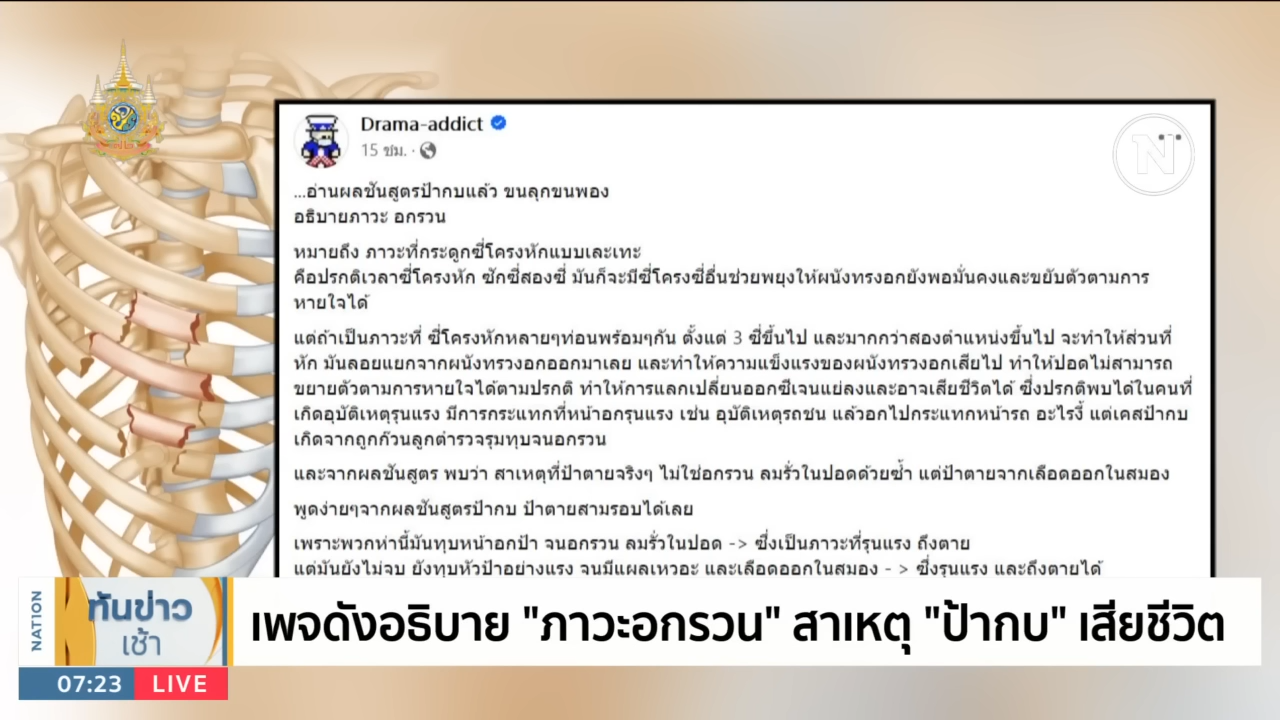 Drama-addict
15 ชม.
N
...อ่านผลชันสูตรป้ากบแล้ว ขนลุกขนพอง
อธิบายภาวะ อกรวน
หมายถึง ภาวะที่กระดูกซี่โครงหักแบบเละเทะ
คือปรกติเวลาซี่โครงหัก ซักซี่สองซี่ มันก็จะมีซี่โครงซี่อื่นช่วยพยุงให้ผนังทรงอกยังพอมั่นคงและขยับตัวตามการ
หายใจได้
แต่ถ้าเป็นภาวะที่ ซี่โครงหักหลายๆท่อนพร้อมๆกัน ตั้งแต่ 3 ซี่ขึ้นไป และมากกว่าสองตำแหน่งขึ้นไป จะทำให้ส่วนที่
หัก มันลอยแยกจากผนังทรวงอกออกมาเลย และทำให้ความแข็งแรงของผนังทรวงอกเสียไป ทำให้ปอดไม่สามารถ
ขยายตัวตามการหายใจได้ตามปรกติ ทำให้การแลกเปลี่ยนออกซีเจนแย่ลงและอาจเสียชีวิตได้ ซึ่งปรกติพบได้ในคนที่
เกิดอุบัติเหตุรุนแรง มีการกระแทกที่หน้าอกรุนแรง เช่น อุบัติเหตุรถชน แล้วอกไปกระแทกหน้ารถ อะไรงี้ แต่เคสป้ากบ
เกิดจากถูกก๊วนลูกตำรวจรุมทุบจนอกรวน
และจากผลชันสูตร พบว่า สาเหตุที่ป้าตายจริงๆ ไม่ใช่อกรวน ลมรั่วในปอดด้วยซ้ำ แต่ป้าตายจากเลือดออกในสมอง
พูดง่ายๆจากผลชันสูตรป้ากบ ป้าตายสามรอบได้เลย
เพราะพวกห่านี้มันทุบหน้าอกป้า จนอกรวน ลมรั่วในปอด -> ซึ่งเป็นภาวะที่รุนแรง ถึงตาย
แต่มันยังไม่จบ ยังทุบหัวป้าอย่างแรง จนมีแผลเหวอะ และเลือดออกในสมอง - > ซึ่งรุนแรง และถึงตายได้
NATION
ทันข่าว
เช้า
เพจดังอธิบาย "ภาวะอกรวน" สาเหตุ "ป้ากบ" เสียชีวิต
07:23 LIVE